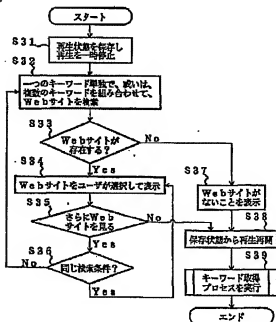 スタート
S31
再生状態を保存し
再生を一時停止
S32
一つのキーワード単独で、或いは、
複数のキーワードを組み合わせて、
Webサイトを検索
S33
Webサイトが
存在する？
No
Yes
S34
Webサイトをユーザが選択して表示
S35
さらにWeb
サイトを見る
No
Yes
S36
同じ検索条件？
No
Yes
S37
Webサイトが
ないことを表示
S38
保存状態から再生再開
S39
キーワード取得
プロセスを実行
エンド